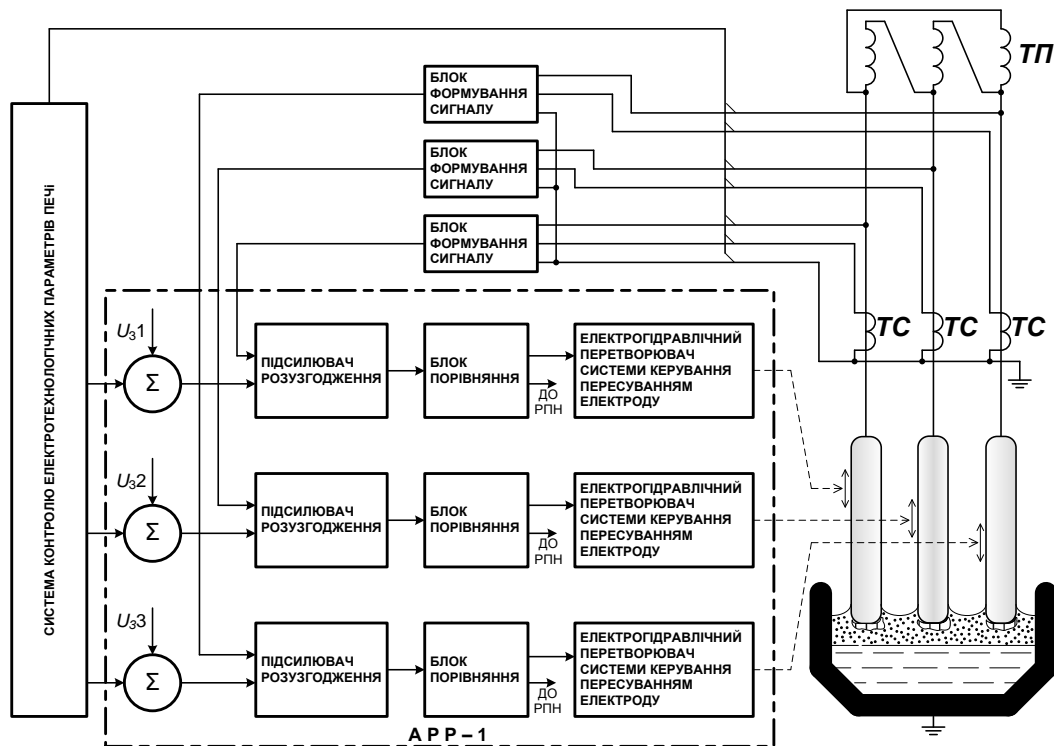 ТП
БЛОК
ФОРМУВАННЯ
СИГНАЛУ
БЛОК
ФОРМУВАННЯ
СИГНАЛУ
БЛОК
ФОРМУВАННЯ
СИГНАЛУ
СИСТЕМА КОНТРОЛЮ ЕЛЕКТРОТЕХНОЛОГІЧНИХ ПАРАМЕТРІВ ПЕЧІ
ТС
ТС
ТС
Uз1
Σ
ПІДСИЛЮВАЧ
РОЗУЗГОДЖЕННЯ
БЛОК
ПОРІВНЯННЯ
ДО
РПН
ЕЛЕКТРОГІДРАВЛІЧНИЙ
ПЕРЕТВОРЮВАЧ
СИСТЕМИ КЕРУВАННЯ
ПЕРЕСУВАННЯМ
ЕЛЕКТРОДУ
Uз2
Σ
ПІДСИЛЮВАЧ
РОЗУЗГОДЖЕННЯ
БЛОК
ПОРІВНЯННЯ
ДО
РПН
ЕЛЕКТРОГІДРАВЛІЧНИЙ
ПЕРЕТВОРЮВАЧ
СИСТЕМИ КЕРУВАННЯ
ПЕРЕСУВАННЯМ
ЕЛЕКТРОДУ
Uз3
Σ
ПІДСИЛЮВАЧ
РОЗУЗГОДЖЕННЯ
БЛОК
ПОРІВНЯННЯ
ДО
РПН
ЕЛЕКТРОГІДРАВЛІЧНИЙ
ПЕРЕТВОРЮВАЧ
СИСТЕМИ КЕРУВАННЯ
ПЕРЕСУВАННЯМ
ЕЛЕКТРОДУ
АРР–1